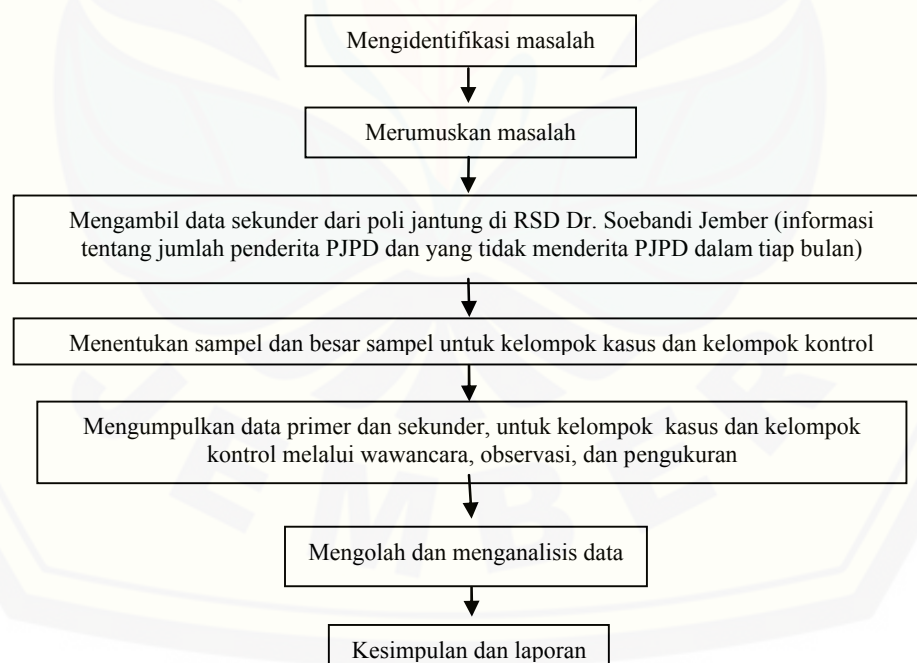 Mengidentifikasi masalah
Merumuskan masalah
Mengambil data sekunder dari poli jantung di RSD Dr. Soebandi Jember (informasi
tentang jumlah penderita PJPD dan yang tidak menderita PJPD dalam tiap bulan)
Menentukan sampel dan besar sampel untuk kelompok kasus dan kelompok kontrol
Mengumpulkan data primer dan sekunder, untuk kelompok kasus dan kelompok
kontrol melalui wawancara, observasi, dan pengukuran
Mengolah dan menganalisis data
Kesimpulan dan laporan
JEMBER